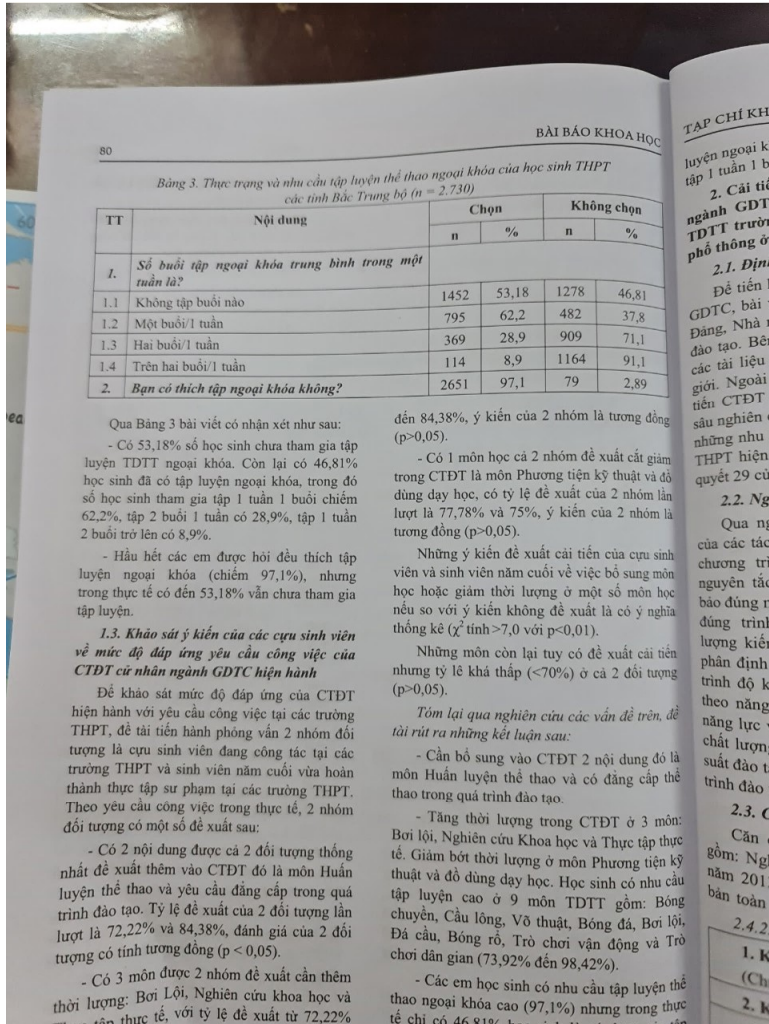 80
BÀI BÁO KHOA HỌC
Bảng 3. Thực trạng và nhu cầu tập luyện thể thao ngoại khóa của học sinh THPT
các tỉnh Bắc Trung bộ (n = 2.730)
TT Nội dung Chọn Không chọn
n % n %
1. Số buổi tập ngoại khóa trung bình trong một
tuần là?
1.1 Không tập buổi nào 1452 53,18 1278 46,81
1.2 Một buổi/1 tuần 795 62,2 482 37,8
1.3 Hai buổi/1 tuần 369 28,9 909 71,1
1.4 Trên hai buổi/1 tuần 114 8,9 1164 91,1
2. Bạn có thích tập ngoại khóa không? 2651 97,1 79 2,89
Qua Bảng 3 bài viết có nhận xét như sau:
- Có 53,18% số học sinh chưa tham gia tập
luyện TDTT ngoại khóa. Còn lại có 46,81%
học sinh đã có tập luyện ngoại khóa, trong đó
số học sinh tham gia tập 1 tuần 1 buổi chiếm
62,2%, tập 2 buổi 1 tuần có 28,9%, tập 1 tuần
2 buổi trở lên có 8,9%.
- Hầu hết các em được hỏi đều thích tập
luyện ngoại khóa (chiếm 97,1%), nhưng
trong thực tế có đến 53,18% vẫn chưa tham gia
tập luyện.
1.3. Khảo sát ý kiến của các cựu sinh viên
về mức độ đáp ứng yêu cầu công việc của
CTĐT cử nhân ngành GDTC hiện hành
Để khảo sát mức độ đáp ứng của CTĐT
hiện hành với yêu cầu công việc tại các trường
THPT, đề tài tiến hành phỏng vấn 2 nhóm đối
tượng là cựu sinh viên đang công tác tại các
trường THPT và sinh viên năm cuối vừa hoàn
thành thực tập sư phạm tại các trường THPT.
Theo yêu cầu công việc trong thực tế, 2 nhóm
đối tượng có một số đề xuất sau:
- Có 2 nội dung được cả 2 đối tượng thống
nhất đề xuất thêm vào CTĐT đó là môn Huấn
luyện thể thao và yêu cầu đẳng cấp trong quá
trình đào tạo. Tỷ lệ đề xuất của 2 đối tượng lần
lượt là 72,22% và 84,38%, đánh giá của 2 đối
tượng có tính tương đồng (p < 0,05).
- Có 3 môn được 2 nhóm đề xuất cần thêm
thời lượng: Bơi Lội, Nghiên cứu khoa học và
tập thực tế, với tỷ lệ đề xuất từ 72,22%
đến 84,38%, ý kiến của 2 nhóm là tương đồng
(p>0,05).
- Có 1 môn học cả 2 nhóm đề xuất cắt giảm
trong CTĐT là môn Phương tiện kỹ thuật và đồ
dùng dạy học, có tỷ lệ đề xuất của 2 nhóm lần
lượt là 77,78% và 75%, ý kiến của 2 nhóm là
tương đồng (p>0,05).
Những ý kiến đề xuất cải tiến của cựu sinh
viên và sinh viên năm cuối về việc bổ sung môn
học hoặc giảm thời lượng ở một số môn học
nếu so với ý kiến không đề xuất là có ý nghĩa
thống kê (χ² tính>7,0 với p<0,01).
Những môn còn lại tuy có đề xuất cải tiến
nhưng tỷ lê khá thấp (<70%) ở cả 2 đối tượng
(p>0,05).
Tóm lại qua nghiên cứu các vấn đề trên, đề
tài rút ra những kết luận sau:
- Cần bổ sung vào CTĐT 2 nội dung đó là
môn Huấn luyện thể thao và có đẳng cấp thể
thao trong quá trình đào tạo.
- Tăng thời lượng trong CTĐT ở 3 môn:
Bơi lội, Nghiên cứu Khoa học và Thực tập thực
tế. Giảm bớt thời lượng ở môn Phương tiện kỹ
thuật và đồ dùng dạy học. Học sinh có nhu cầu
tập luyện cao ở 9 môn TDTT gồm: Bóng
chuyền, Cầu lông, Võ thuật, Bóng đá, Bơi lội,
Đá cầu, Bóng rổ, Trò chơi vận động và Trò
chơi dân gian (73,92% đến 98,42%).
- Các em học sinh có nhu cầu tập luyện thể
thao ngoại khóa cao (97,1%) nhưng trong thực
tế chỉ có 46,81%
TẠP CHÍ KH
luyện ngoại k
tập 1 tuần 1 b
2. Cải tiế
ngành GDT
TDTT trườn
phổ thông ở
2.1. Định
Để tiến
GDTC, bài
Đảng, Nhà
đào tạo. Bên
các tài liệu
giới. Ngoài
tiến CTĐT
sâu nghiên
những nhu
THPT hiện
quyết 29 củ
2.2. Ng
Qua ng
của các tác
chương trì
nguyên tắc
bảo đúng n
đúng trình
lượng kiến
phân định
trình độ k
theo năng
năng lực
chất lượng
suất đào t
trình đào
2.3. C
Căn
gồm: Ngh
năm 201
bản toàn
2.4.2
1. K
(Ch
2. K